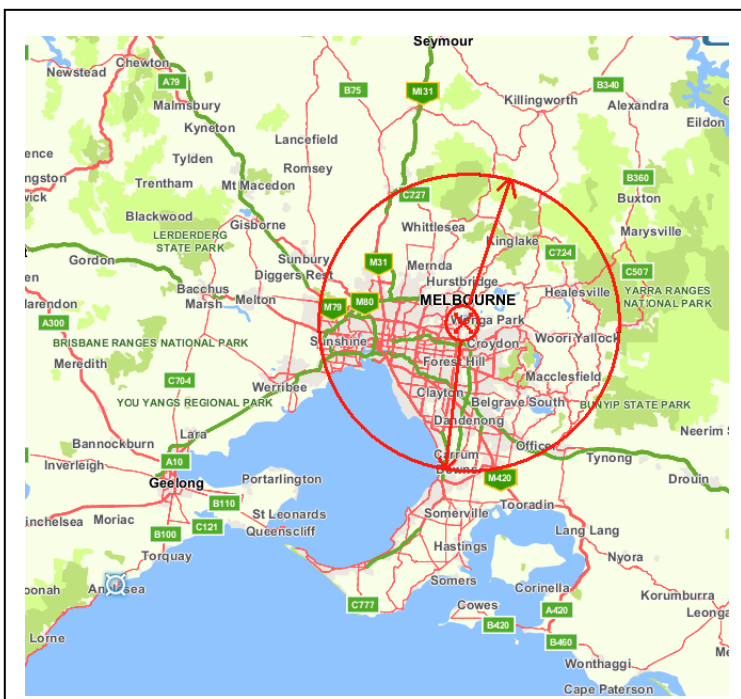 Seymour
Chewton
Newstead
A79
B75
M131
B340
Killingworth
Alexandra
Malmsbury
Eildon
Kyneton
Lancefield
Tylden
Romsey
ence
ngston
wick
Trentham
Mt Macedon
B360
C727
Buxton
Blackwood
Gisborne
Whittlesea
Marysville
LERDERDERG
STATE PARK
Kinglake
C724
Gordon
Sunbury
M31
Mernda
C507
Diggers Rest
Hurstbridge
YARRA RANGES
NATIONAL PARK
en
Bacchus
Marsh
Melton
M79
M80
MELBOURNE
Healesville
larendon
Wonga Park
A300
BRISBANE RANGES NATIONAL PARK
Sunshine
Croydon
Woori Yallock
Meredith
Forest Hill
C704
Werribee
Macclesfield
Clayton
YOU YANGS REGIONAL PARK
Belgrave South
BUNYIP STATE PARK
Dandenong
Lara
Neerim S
Bannockburn
Officer
Inverleigh
A10
Carrum
Downs
Tynong
Geelong
Portarlington
M420
Drouin
B110
Tooradin
inchelsea
Moriac
C121
St Leonards
Somerville
B100
Queenscliff
Lang Lang
Torquay
Hastings
Nyora
oonah
Somers
Corinella
Korumburra
C777
Cowes
A420
Leonga
B420
Lorne
B460
Me
Wonthaggi
Cape Paterson